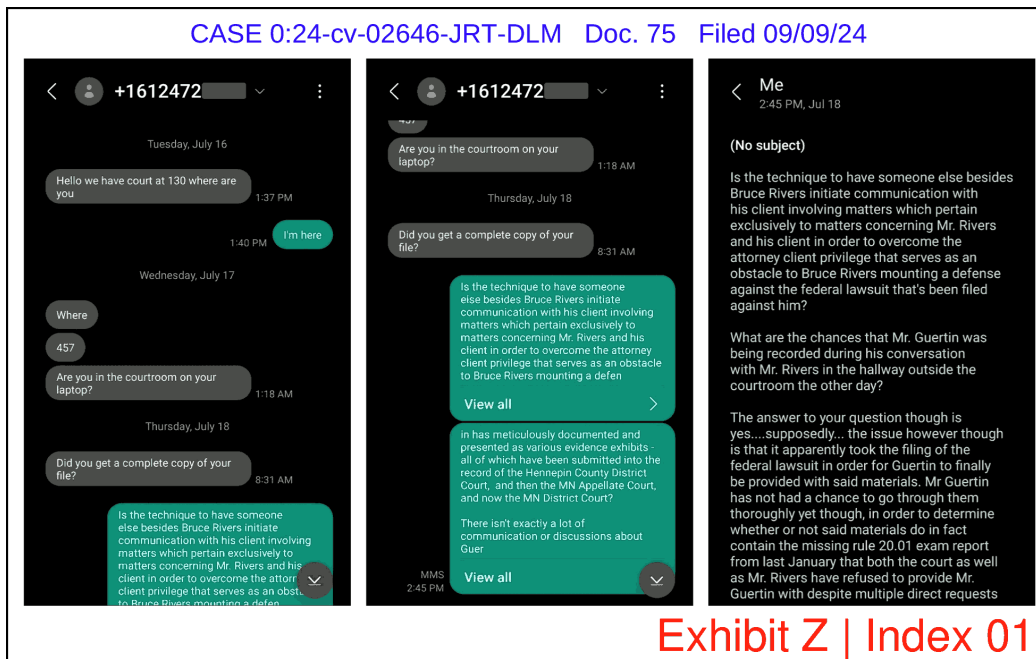 CASE 0:24-cv-02646-JRT-DLM Doc. 75 Filed 09/09/24
+1612472
Tuesday, July 16
Hello we have court at 130 where are
you
1:37 PM
I'm here
1:40 PM
Wednesday, July 17
Where
457
Are you in the courtroom on your
laptop?
1:18 AM
Thursday, July 18
Did you get a complete copy of your
file?
8:31 AM
Is the technique to have someone
else besides Bruce Rivers initiate
communication with his client involving
matters which pertain exclusively to
matters concerning Mr. Rivers and his
client in order to overcome the attorn
client privilege that serves as an obst
to Bruce Rivers mounting a defen
+1612472
457
Are you in the courtroom on your
laptop?
1:18 AM
Thursday, July 18
Did you get a complete copy of your
file?
8:31 AM
Is the technique to have someone
else besides Bruce Rivers initiate
communication with his client involving
matters which pertain exclusively to
matters concerning Mr. Rivers and his
client in order to overcome the attorney
client privilege that serves as an obstacle
to Bruce Rivers mounting a defen
View all
in has meticulously documented and
presented as various evidence exhibits -
all of which have been submitted into the
record of the Hennepin County District
Court, and then the MN Appellate Court,
and now the MN District Court?
There isn't exactly a lot of
communication or discussions about
Guer
View all
MMS
2:45 PM
Me
2:45 PM, Jul 18
(No subject)
Is the technique to have someone else besides
Bruce Rivers initiate communication with
his client involving matters which pertain
exclusively to matters concerning Mr. Rivers
and his client in order to overcome the
attorney client privilege that serves as an
obstacle to Bruce Rivers mounting a defense
against the federal lawsuit that's been filed
against him?
What are the chances that Mr. Guertin was
being recorded during his conversation
with Mr. Rivers in the hallway outside the
courtroom the other day?
The answer to your question though is
yes....supposedly... the issue however though
is that it apparently took the filing of the
federal lawsuit in order for Guertin to finally
be provided with said materials. Mr Guertin
has not had a chance to go through them
thoroughly yet though, in order to determine
whether or not said materials do in fact
contain the missing rule 20.01 exam report
from last January that both the court as well
as Mr. Rivers have refused to provide Mr.
Guertin with despite multiple direct requests
Exhibit Z | Index 01